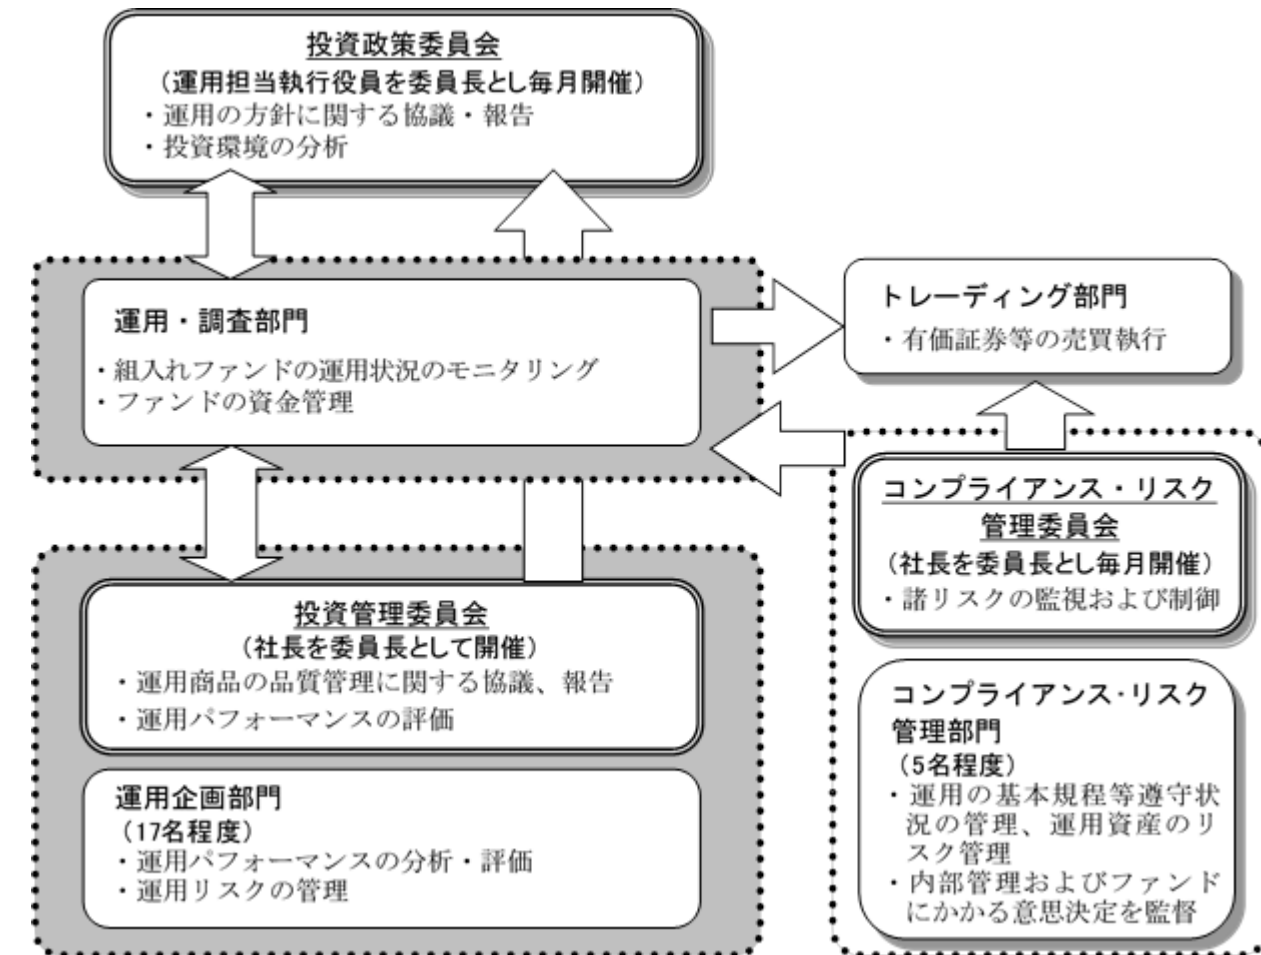 投資政策委員会
（運用担当執行役員を委員長とし毎月開催）
・運用の方針に関する協議・報告
・投資環境の分析
運用・調査部門
・組入れファンドの運用状況のモニタリング
・ファンドの資金管理
トレーディング部門
・有価証券等の売買執行
コンプライアンス・リスク
管理委員会
（社長を委員長とし毎月開催）
・諸リスクの監視および制御
投資管理委員会
（社長を委員長として開催）
・運用商品の品質管理に関する協議、報告
・運用パフォーマンスの評価
運用企画部門
（17名程度）
・運用パフォーマンスの分析・評価
・運用リスクの管理
コンプライアンス・リスク
管理部門
（5名程度）
・運用の基本規程等遵守状
況の管理、運用資産のリ
スク管理
・内部管理およびファンド
にかかる意思決定を監督